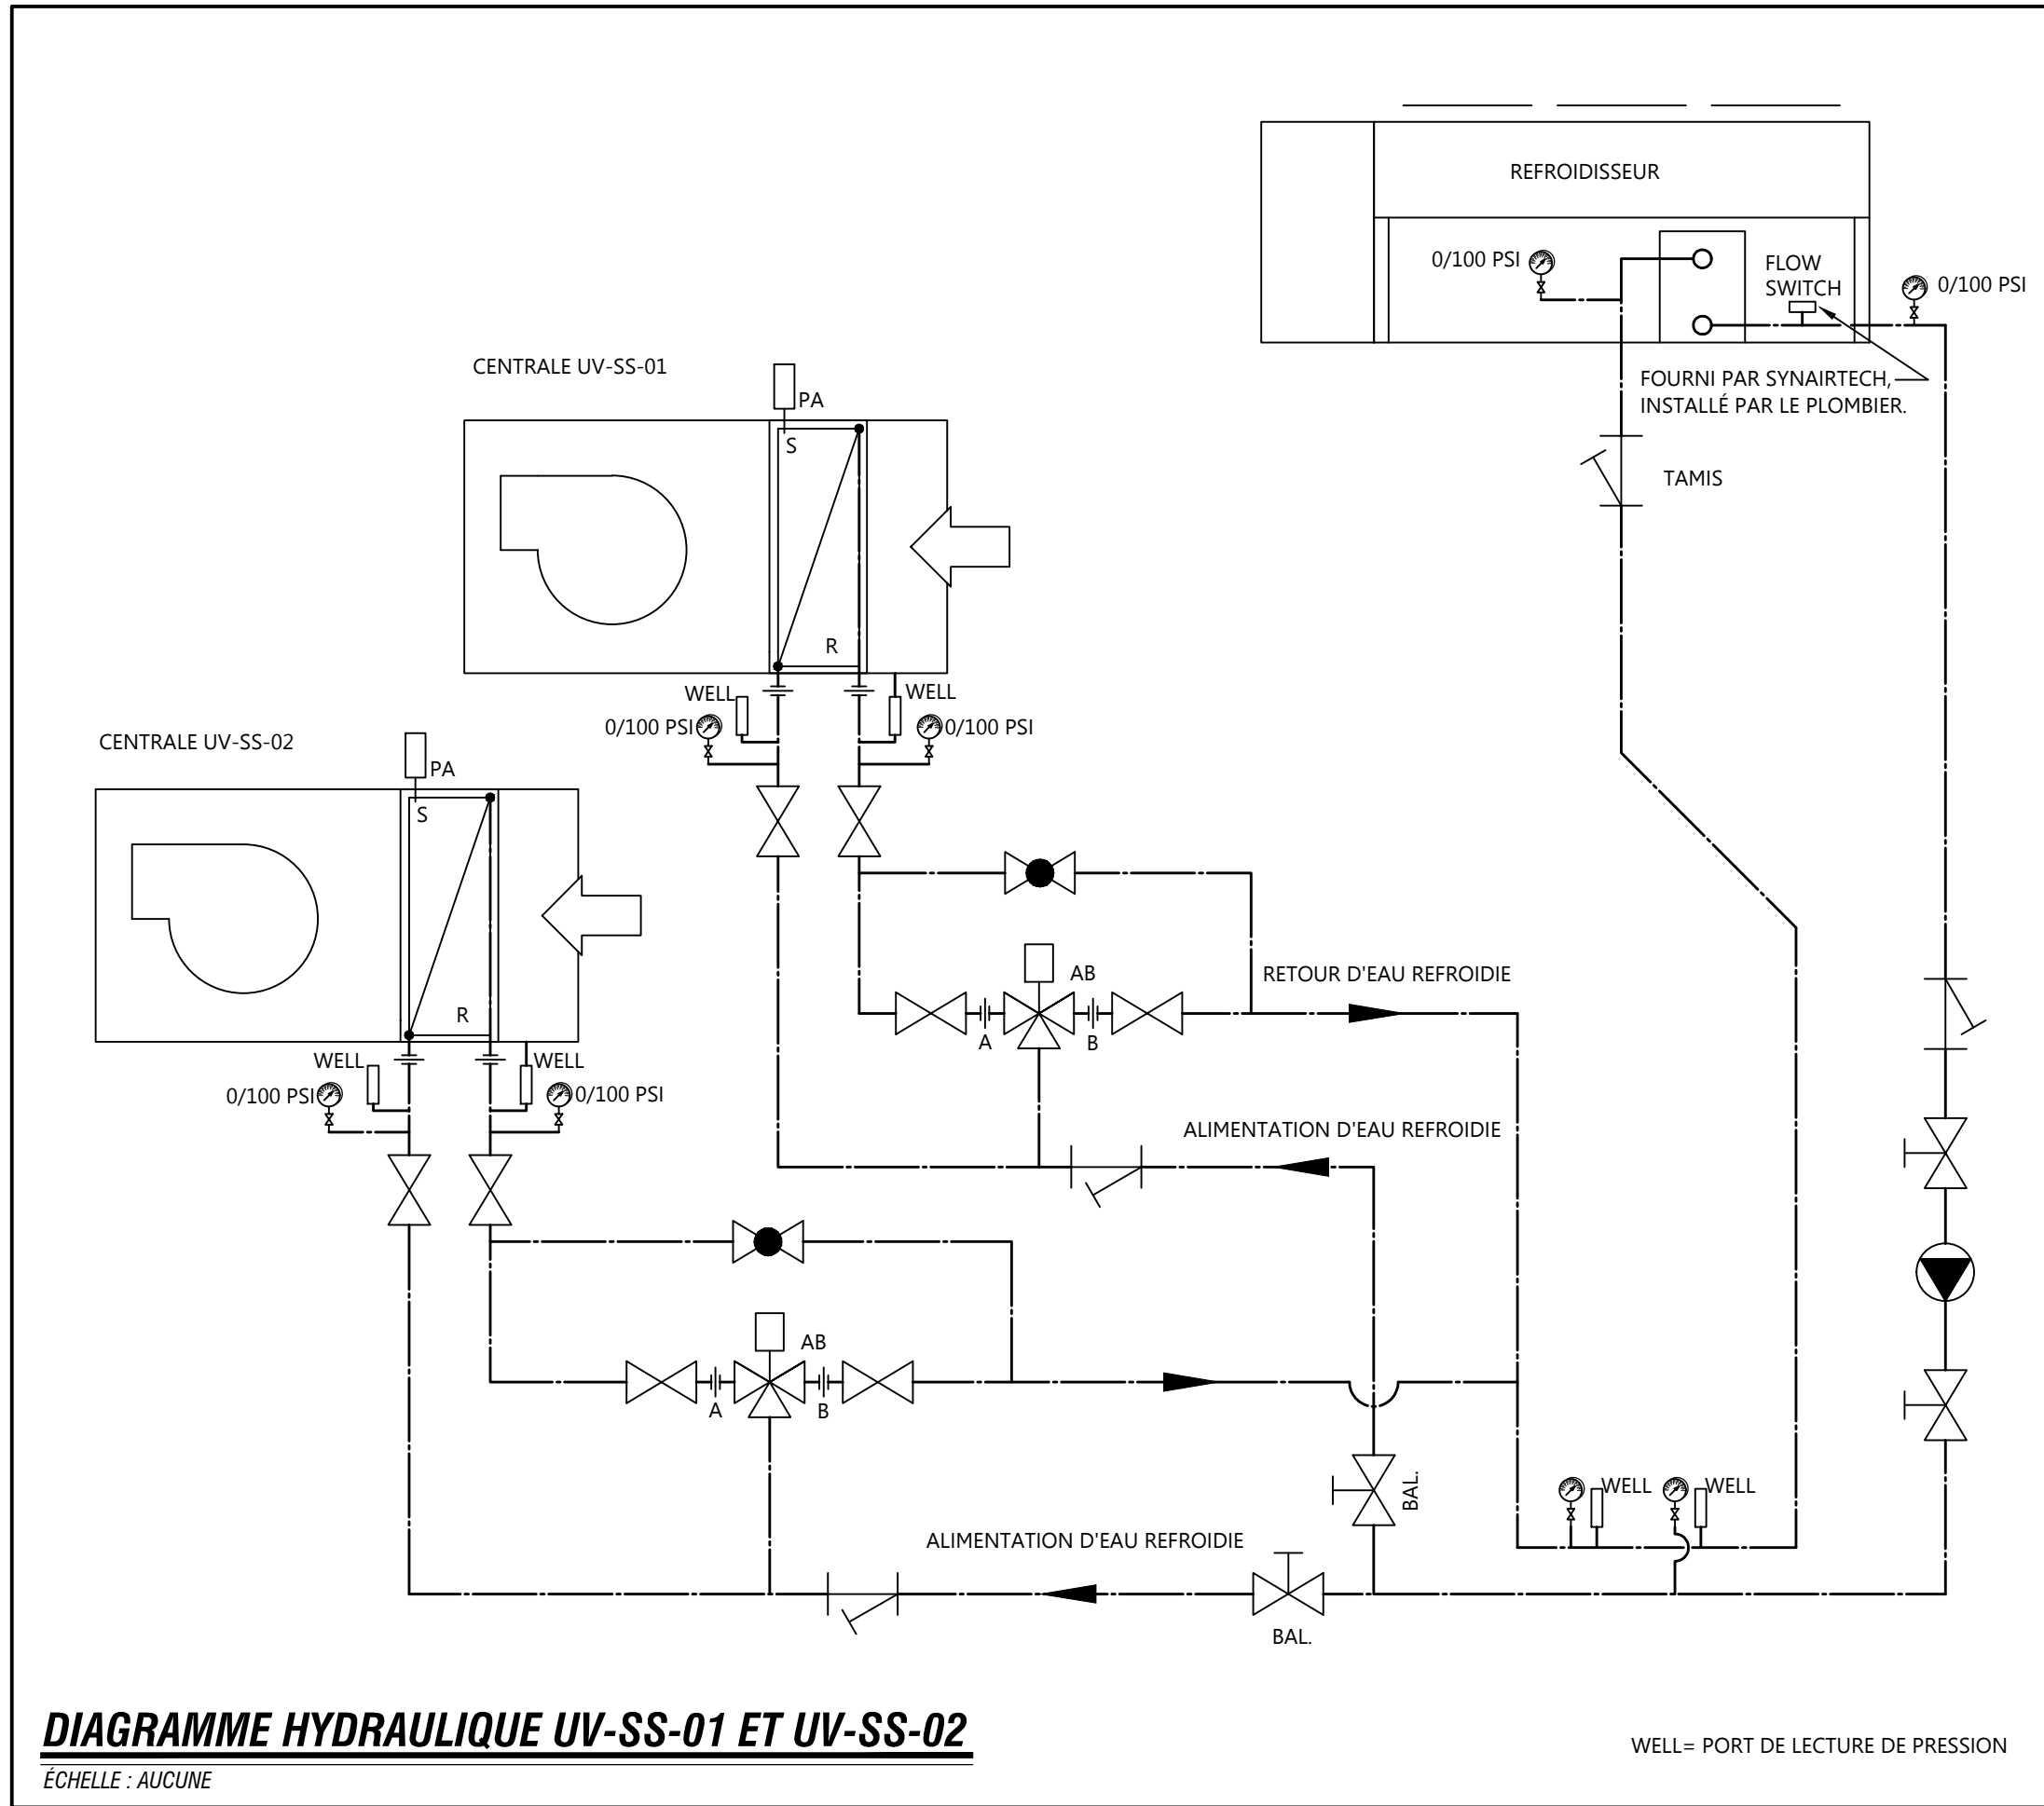 REFROIDISSEUR
0/100 PSI
FLOW
SWITCH
0/100 PSI
FOURNI PAR SYNAIRTECH,
INSTALLÉ PAR LE PLOMBIER.
TAMIS
CENTRALE UV-SS-01
PA
S
R
WELL
WELL
0/100 PSI
0/100 PSI
CENTRALE UV-SS-02
PA
S
R
WELL
WELL
0/100 PSI
0/100 PSI
AB
A
B
RETOUR D'EAU REFROIDIE
ALIMENTATION D'EAU REFROIDIE
AB
A
B
BAL.
WELL
WELL
ALIMENTATION D'EAU REFROIDIE
BAL.
DIAGRAMME HYDRAULIQUE UV-SS-01 ET UV-SS-02
ÉCHELLE : AUCUNE
WELL= PORT DE LECTURE DE PRESSION